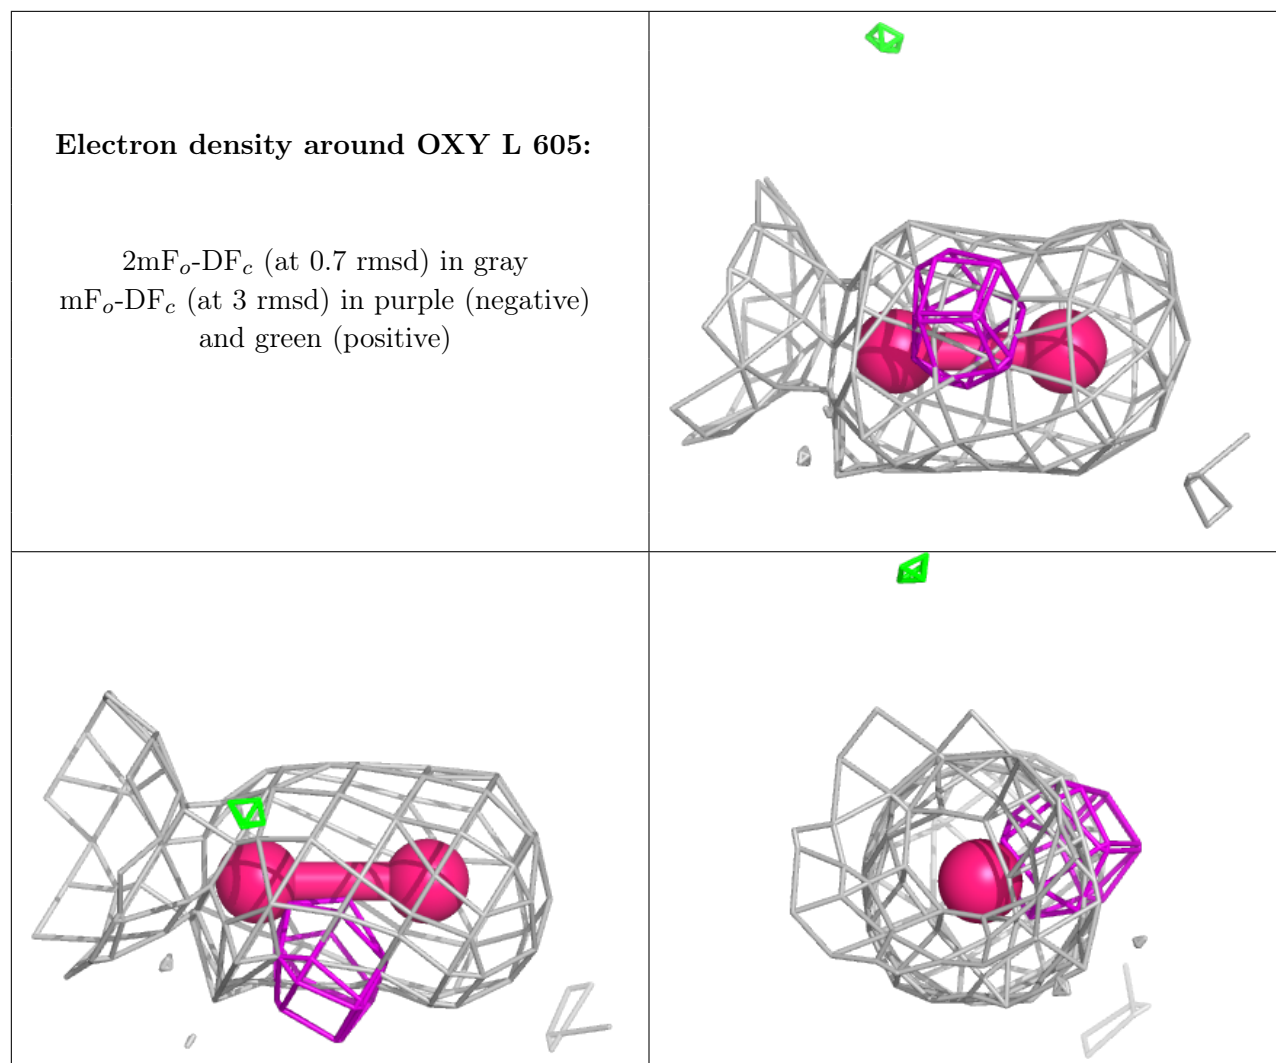 Electron density around OXY L 605:
2mFo-DFc (at 0.7 rmsd) in gray
mFo-DFc (at 3 rmsd) in purple (negative)
and green (positive)